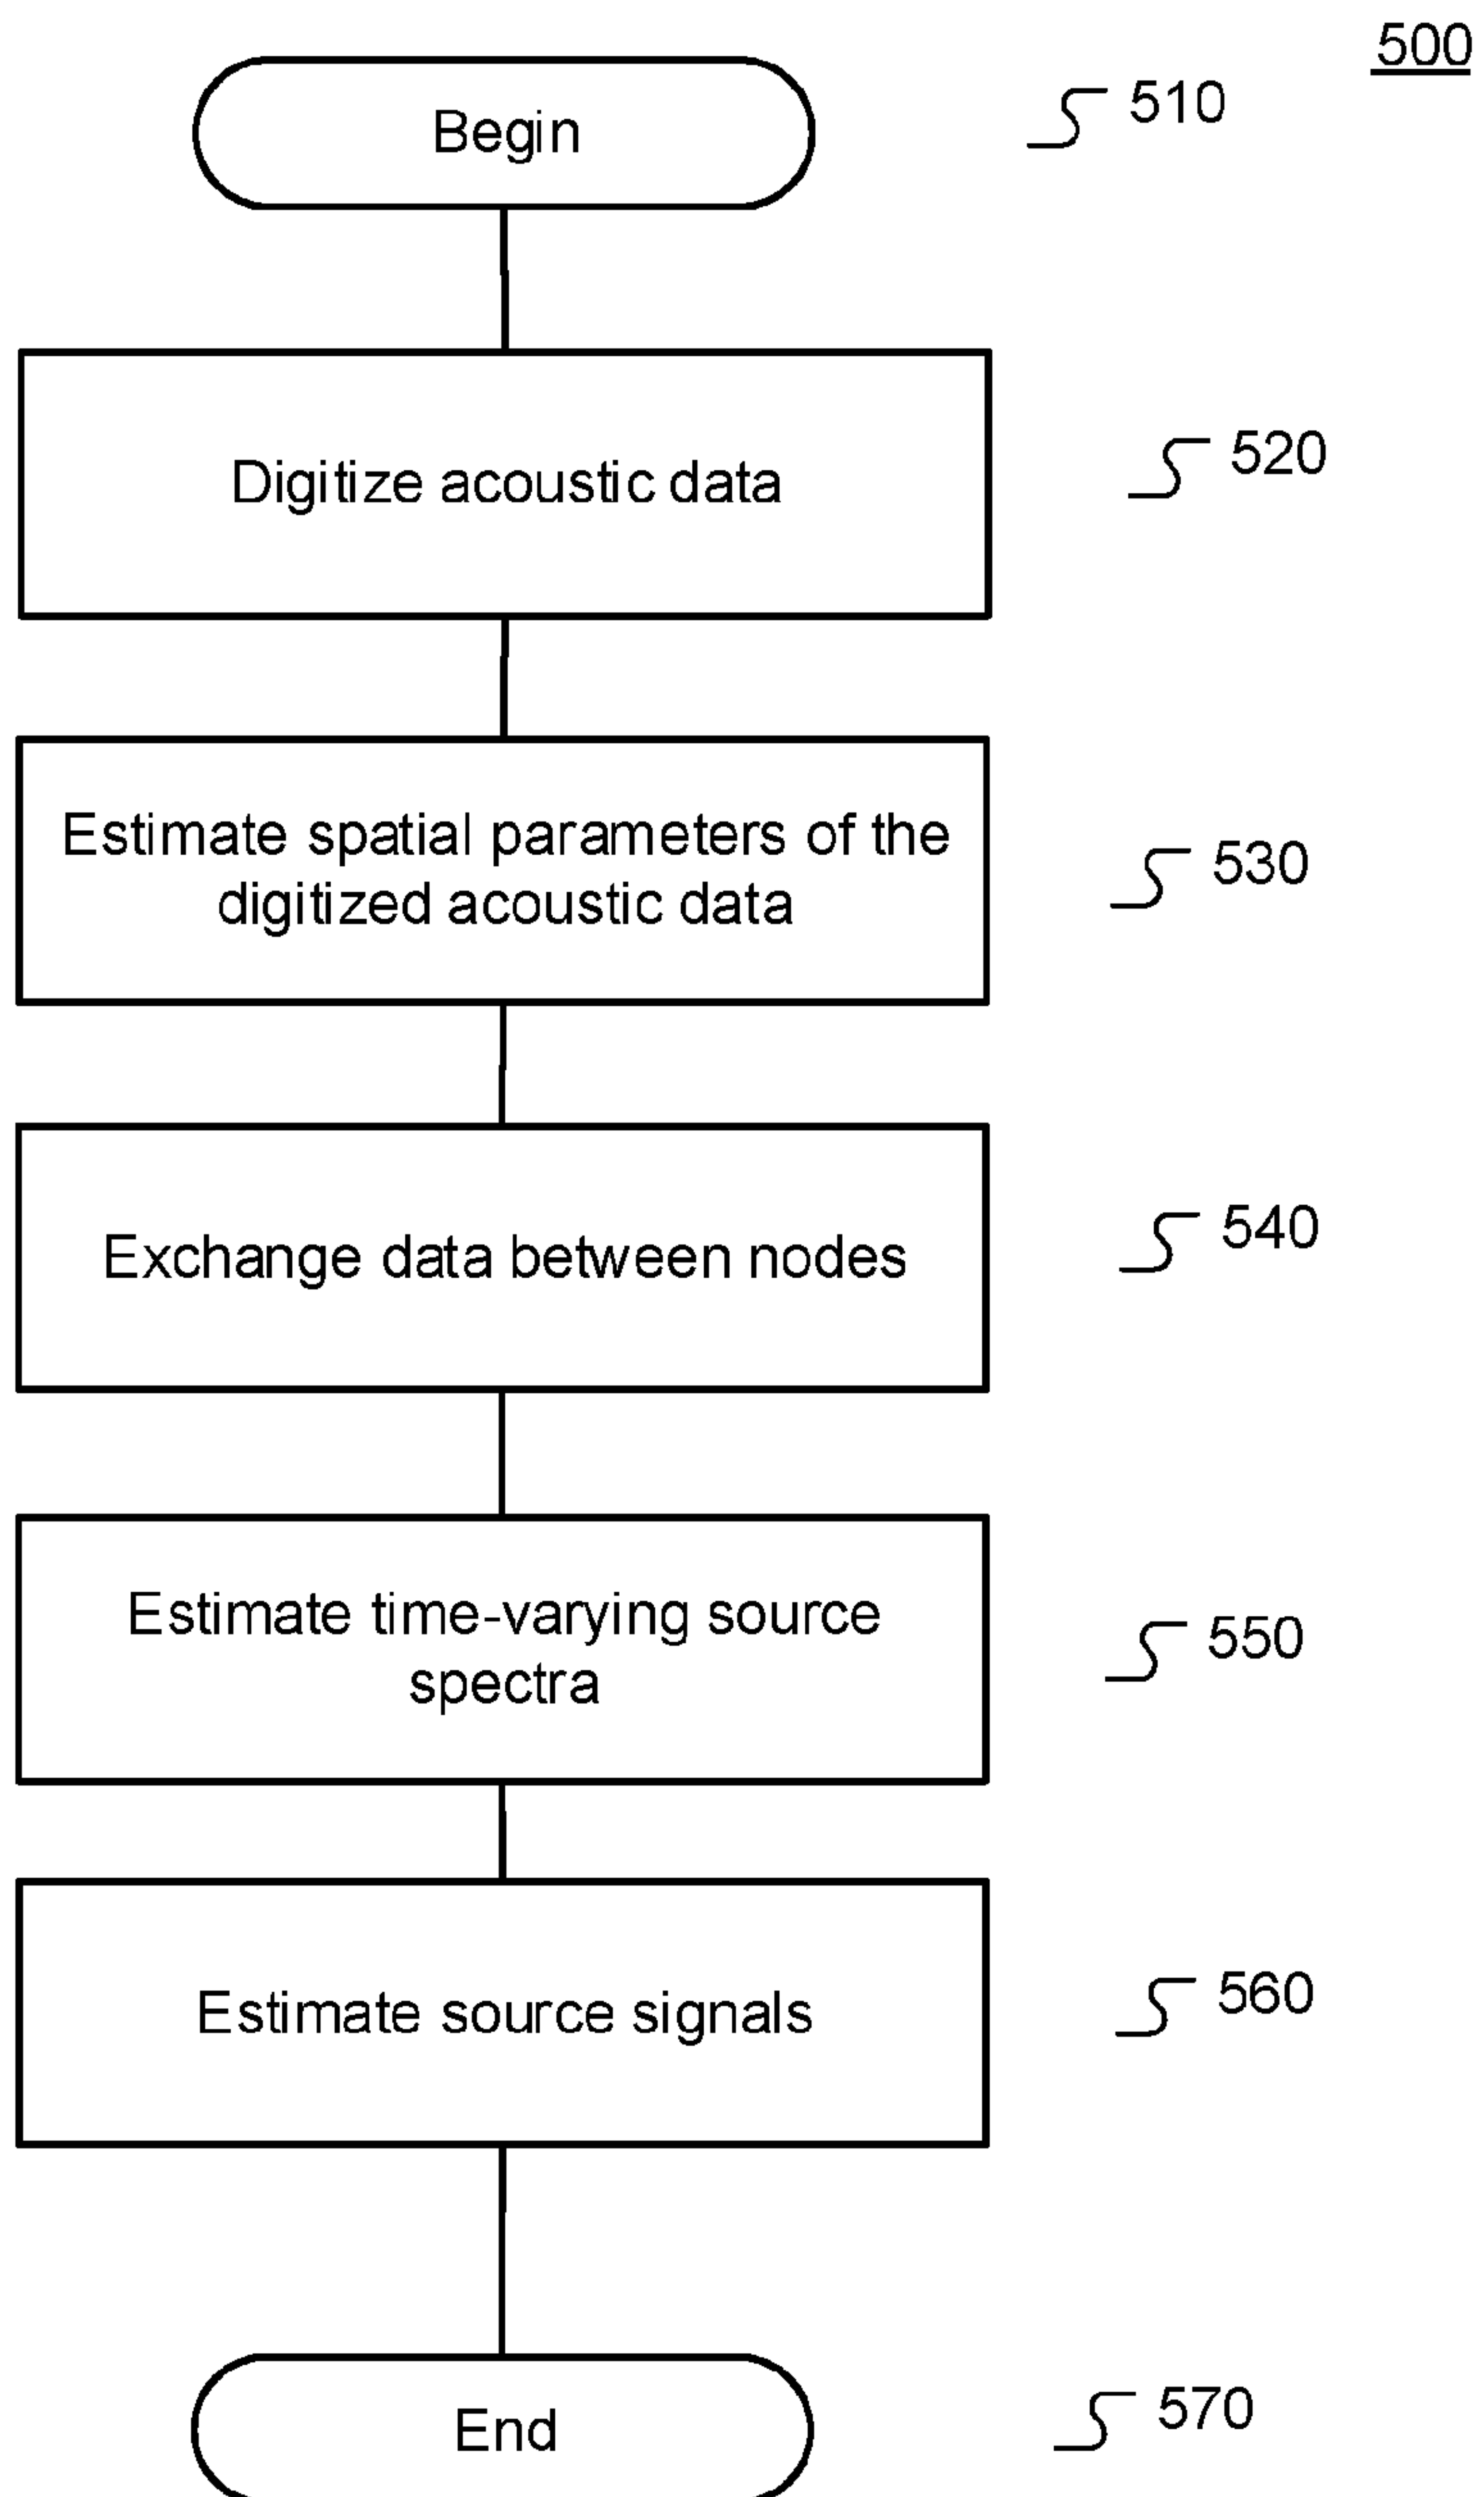 500
Begin
510
Digitize acoustic data
520
Estimate spatial parameters of the
digitized acoustic data
530
Exchange data between nodes
540
Estimate time-varying source
spectra
550
Estimate source signals
560
End
570